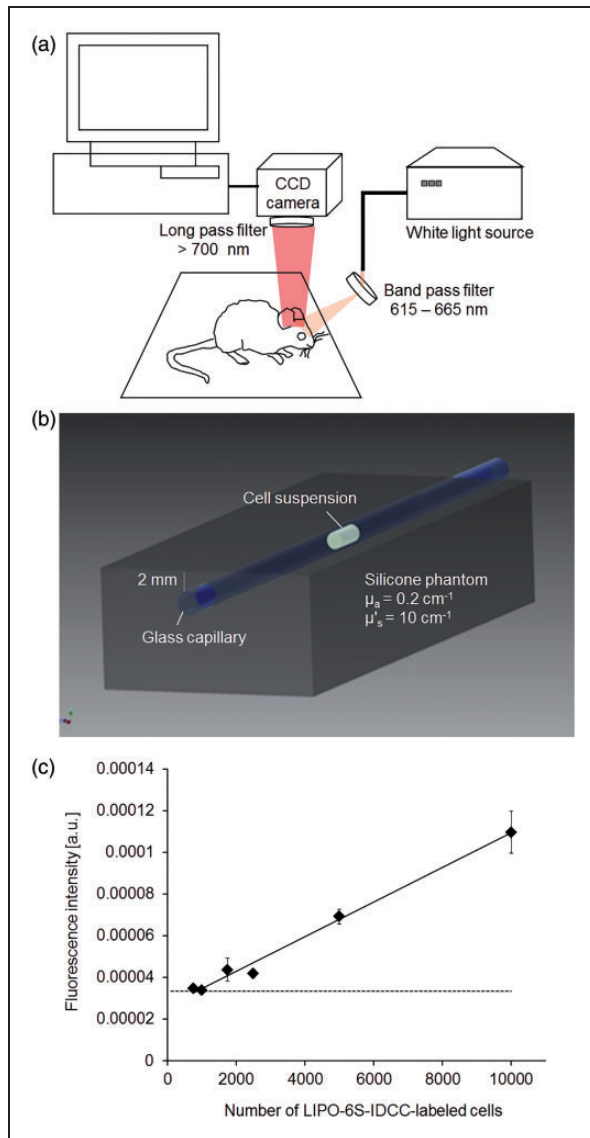 (a)
CCD
camera
Long pass filter
> 700 nm
White light source
Band pass filter
615 – 665 nm
(b)
Cell suspension
2 mm
Glass capillary
Silicone phantom
μa = 0.2 cm-1
μ's = 10 cm-1
(c)
0.00014
0.00012
0.0001
0.00008
0.00006
0.00004
0.00002
0
Fluorescence intensity [a.u.]
0 2000 4000 6000 8000 10000
Number of LIPO-6S-IDCC-labeled cells